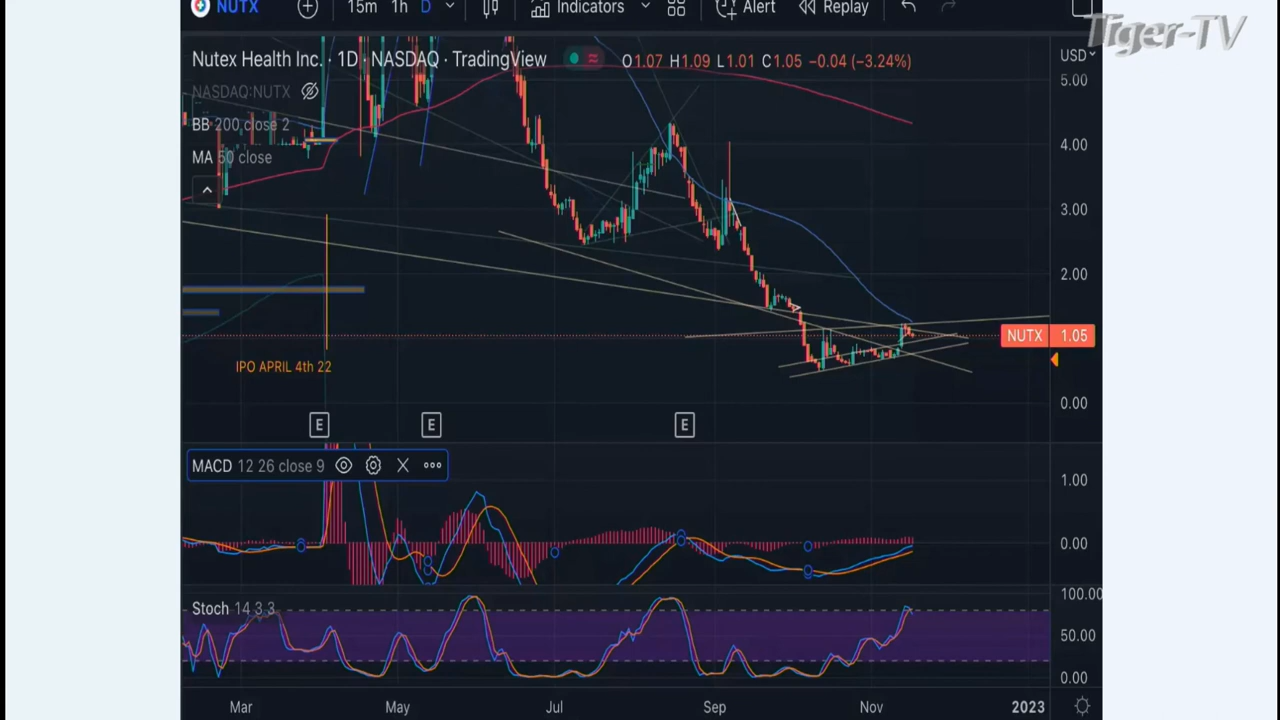 NUTX 15m 1h D Indicators Alert Replay
Tiger-TV
Nutex Health Inc. · 1D · NASDAQ · TradingView O1.07 H1.09 L1.01 C1.05 -0.04 (-3.24%)
USD
NASDAQ:NUTX
BB 200 close 2
MA 50 close
5.00
4.00
3.00
2.00
NUTX 1.05
0.00
IPO APRIL 4th 22
E E E
MACD 12 26 close 9
1.00
0.00
Stoch 14 3 3
100.00
50.00
0.00
Mar May Jul Sep Nov 2023